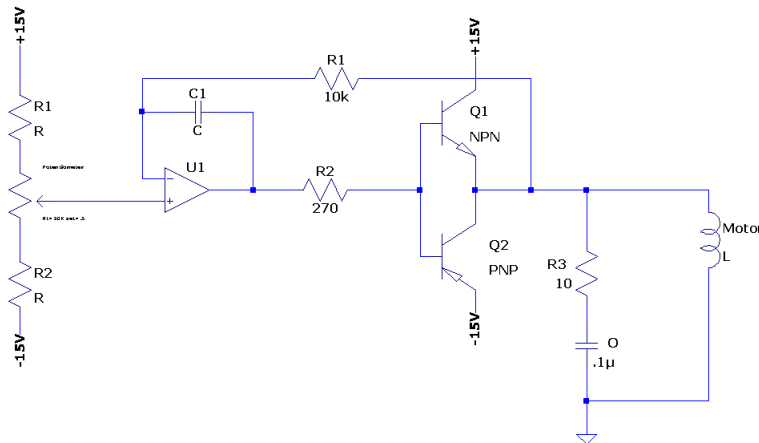 +15V
R1
R
Potentiometer
R2
R
-15V
C1
C
U1
R1
10k
R2
270
+15V
Q1
NPN
Q2
PNP
-15V
R3
10
O
.1µ
Motor
L